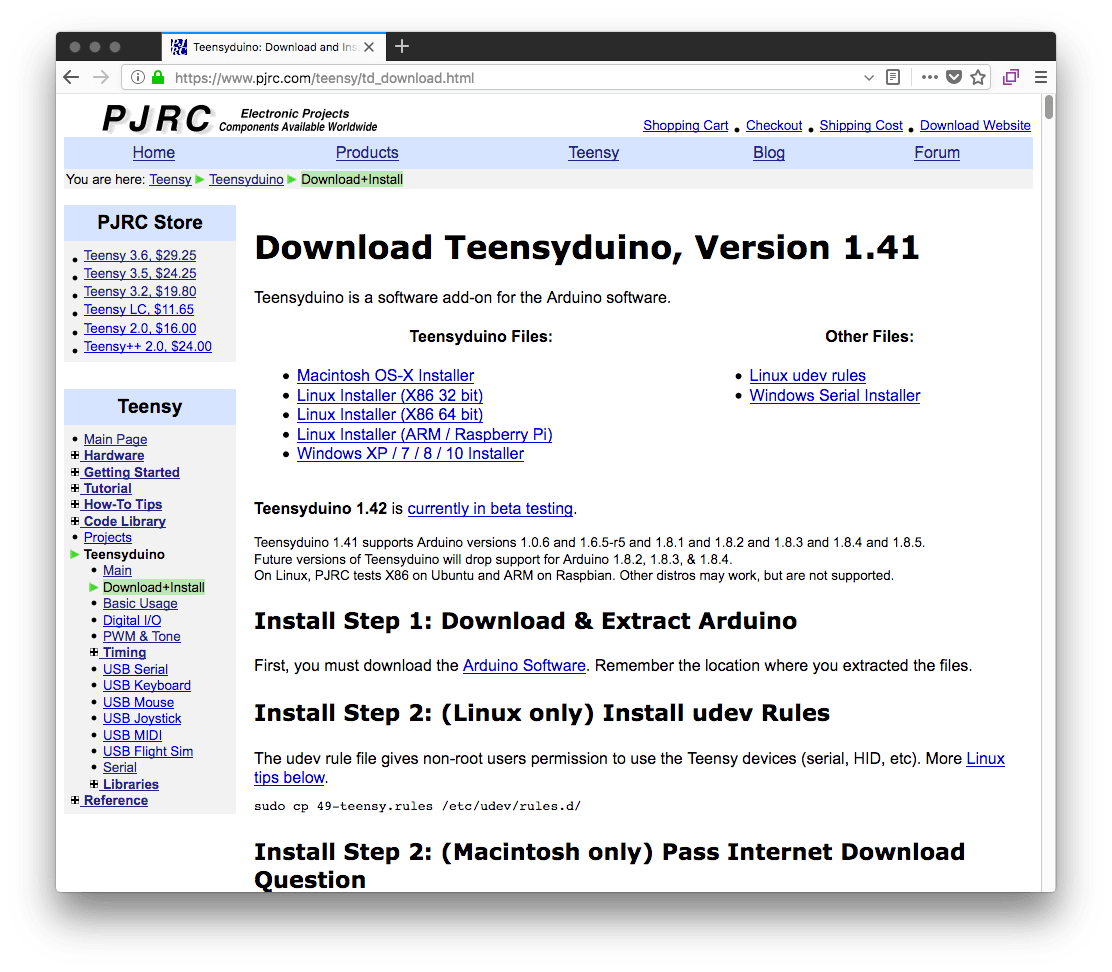 Teensyduino: Download and Ins
https://www.pjrc.com/teensy/td_download.html
PJRC
Electronic Projects
Components Available Worldwide
Shopping Cart Checkout Shipping Cost Download Website
Home Products Teensy Blog Forum
You are here: Teensy Teensyduino Download+Install
PJRC Store
Teensy 3.6, $29.25
Teensy 3.5, $24.25
Teensy 3.2, $19.80
Teensy LC, $11.65
Teensy 2.0, $16.00
Teensy++ 2.0, $24.00
Teensy
Main Page
Hardware
Getting Started
Tutorial
How-To Tips
Code Library
Projects
Teensyduino
Main
Download+Install
Basic Usage
Digital I/O
PWM & Tone
Timing
USB Serial
USB Keyboard
USB Mouse
USB Joystick
USB MIDI
USB Flight Sim
Serial
Libraries
Reference
Download Teensyduino, Version 1.41
Teensyduino is a software add-on for the Arduino software.
Teensyduino Files:
Macintosh OS-X Installer
Linux Installer (X86 32 bit)
Linux Installer (X86 64 bit)
Linux Installer (ARM / Raspberry Pi)
Windows XP / 7 / 8 / 10 Installer
Other Files:
Linux udev rules
Windows Serial Installer
Teensyduino 1.42 is currently in beta testing.
Teensyduino 1.41 supports Arduino versions 1.0.6 and 1.6.5-r5 and 1.8.1 and 1.8.2 and 1.8.3 and 1.8.4 and 1.8.5.
Future versions of Teensyduino will drop support for Arduino 1.8.2, 1.8.3, & 1.8.4.
On Linux, PJRC tests X86 on Ubuntu and ARM on Raspbian. Other distros may work, but are not supported.
Install Step 1: Download & Extract Arduino
First, you must download the Arduino Software. Remember the location where you extracted the files.
Install Step 2: (Linux only) Install udev Rules
The udev rule file gives non-root users permission to use the Teensy devices (serial, HID, etc). More Linux
tips below.
sudo cp 49-teensy.rules /etc/udev/rules.d/
Install Step 2: (Macintosh only) Pass Internet Download
Question